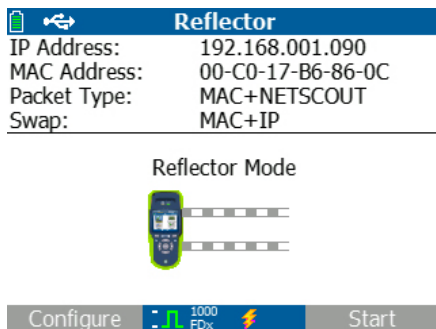 Reflector
IP Address: 192.168.001.090
MAC Address: 00-C0-17-B6-86-0C
Packet Type: MAC+NETSCOUT
Swap: MAC+IP
Reflector Mode
Configure 1000 FDx Start